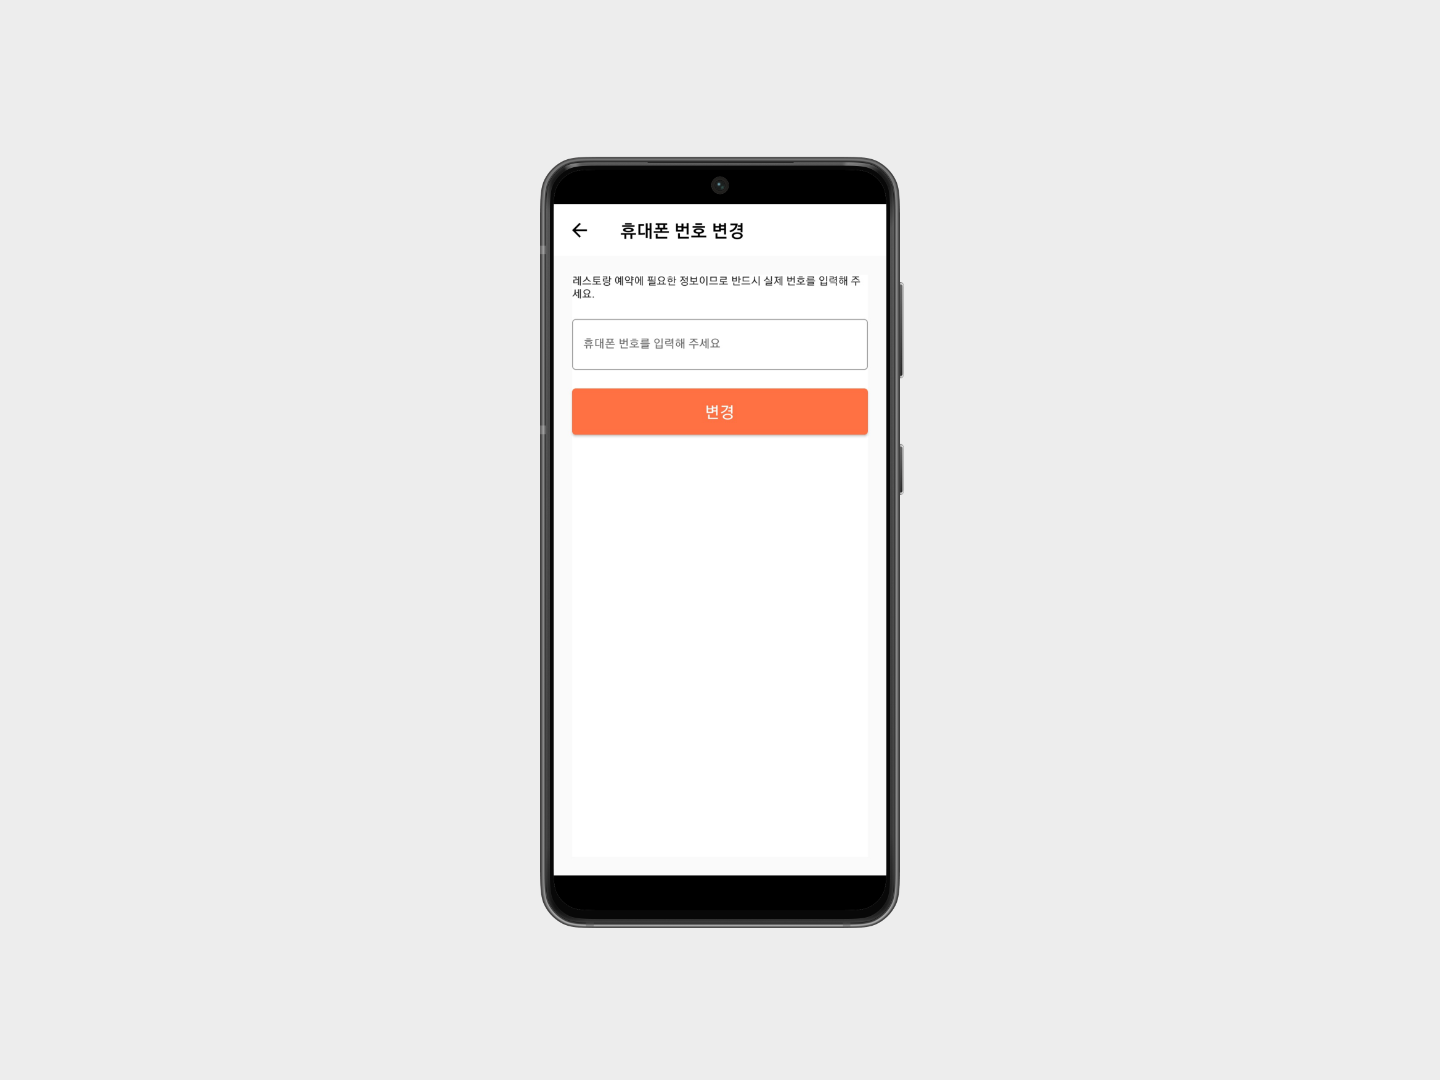 휴대폰 번호 변경
레스토랑 예약에 필요한 정보이므로 반드시 실제 번호를 입력해 주
세요.
휴대폰 번호를 입력해 주세요
변경